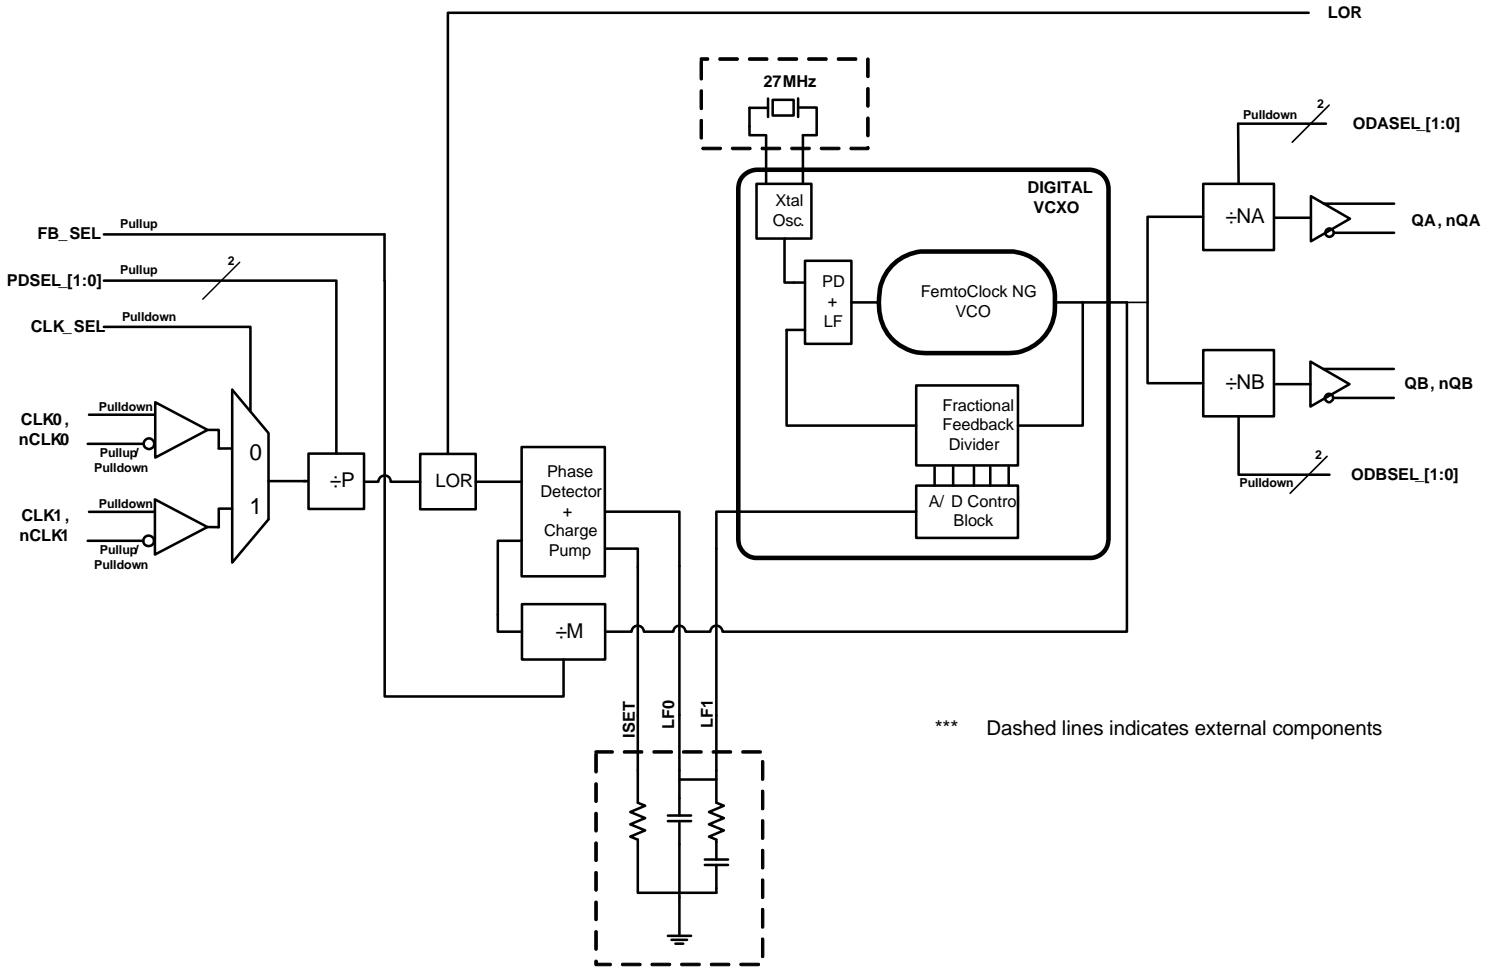 LOR
27MHz
2
Pulldown
ODASEL_[1:0]
DIGITAL
VCXO
Xtal
Osc.
÷NA
QA, nQA
FB_SEL
Pullup
PDSEL_[1:0]
Pullup
2
CLK_SEL
Pulldown
PD
+
LF
FemtoClock NG
VCO
÷NB
QB, nQB
2
Pulldown
ODBSEL_[1:0]
Fractional
Feedback
Divider
A/ D Control
Block
CLK0,
nCLK0
Pulldown
Pullup/
Pulldown
0
1
CLK1,
nCLK1
Pulldown
Pullup/
Pulldown
÷P
LOR
Phase
Detector
+
Charge
Pump
÷M
ISET
LF0
LF1
*** Dashed lines indicates external components